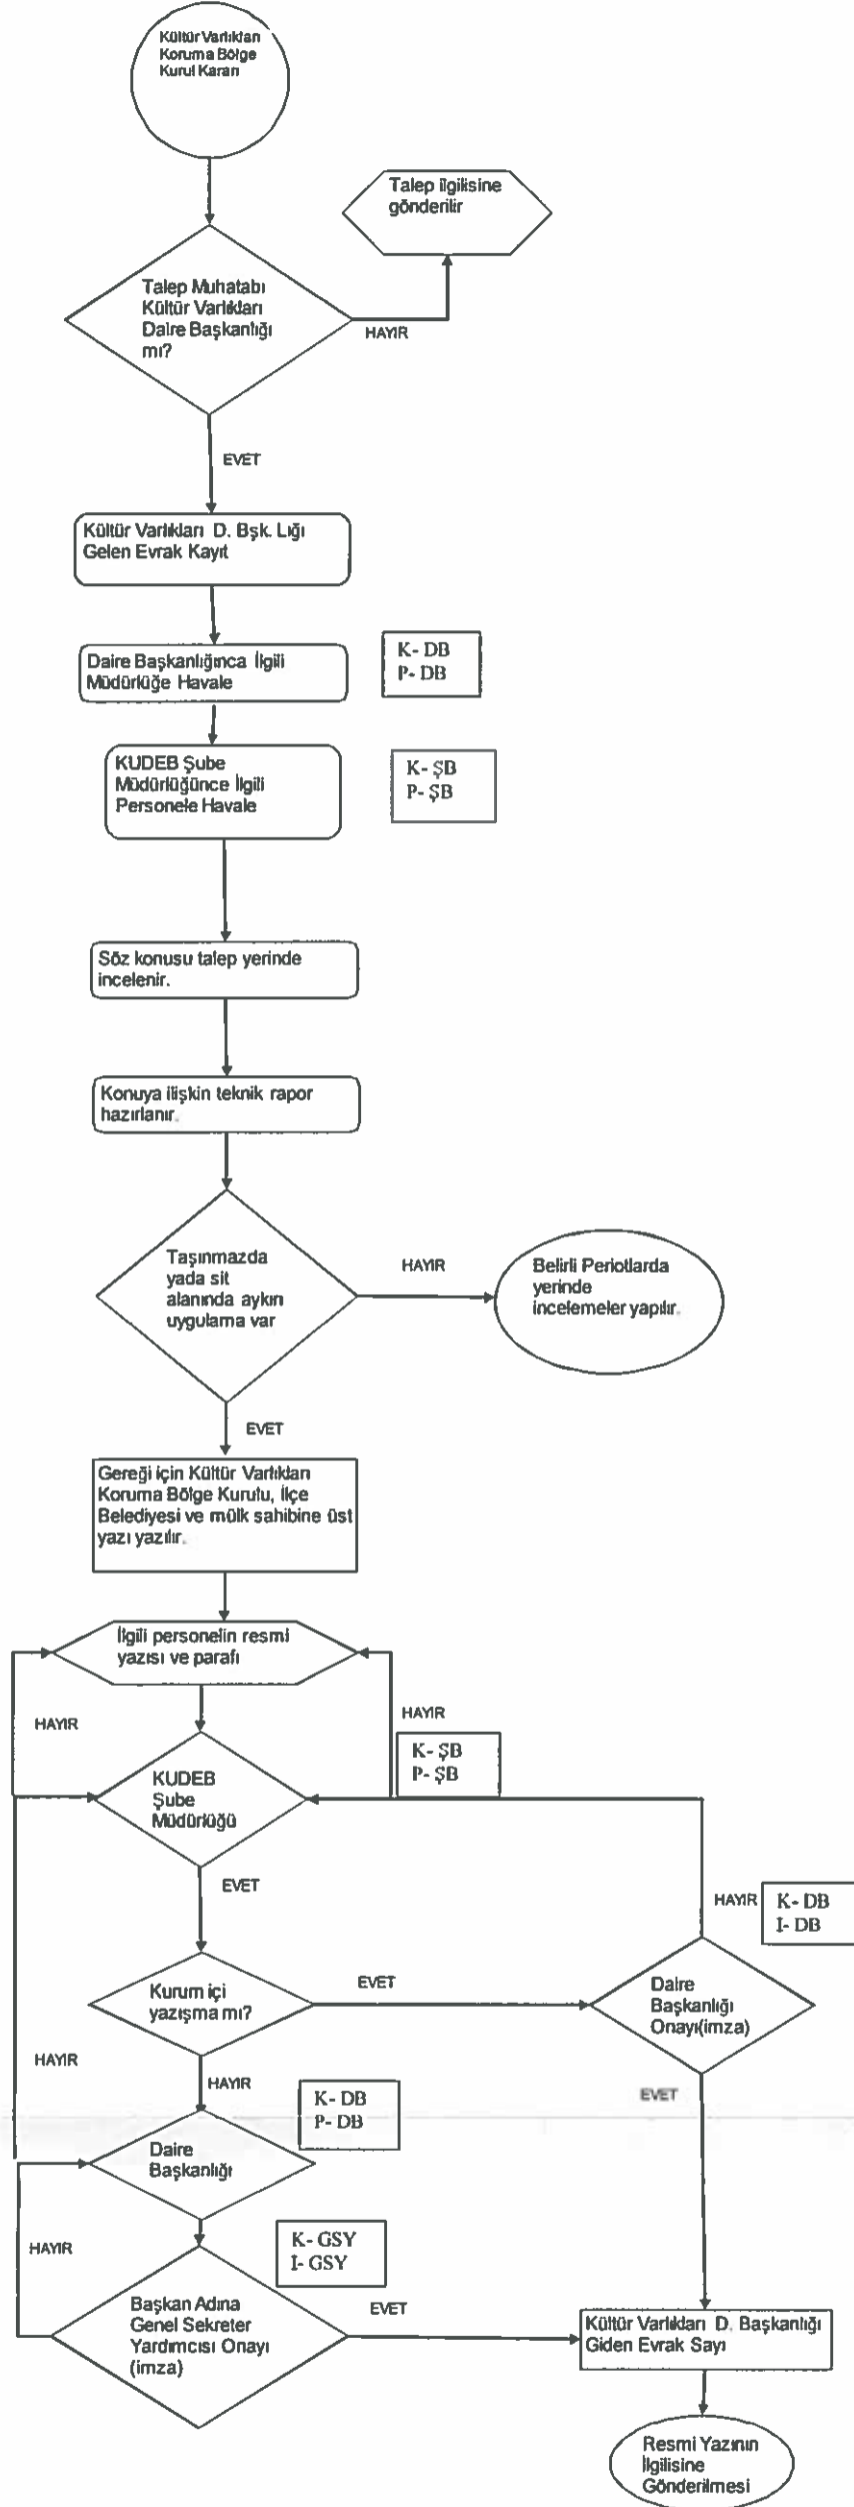 Kültür Varlıkları
Koruma Bölge
Kurul Kararı
Talep ilgilisine
gönderilir
Talep Muhatabı
Kültür Varlıkları
Daire Başkanlığı
mı?
HAYIR
EVET
Kültür Varlıkları D. Bşk. Lığı
Gelen Evrak Kayıt
Daire Başkanlığınca İlgili
Müdürlüğe Havale
K- DB
P- DB
KUDEB Şube
Müdürlüğünce İlgili
Personele Havale
K- ŞB
P- ŞB
Söz konusu talep yerinde
incelenir.
Konuya ilişkin teknik rapor
hazırlanır.
Taşınmazda
yada sit
alanında aykırı
uygulama var
HAYIR
Belirli Periotlarda
yerinde
incelemeler yapılır.
EVET
Gereği için Kültür Varlıkları
Koruma Bölge Kurulu, İlçe
Belediyesi ve mülk sahibine üst
yazı yazılır.
İlgili personelin resmi
yazısı ve parafı
HAYIR
HAYIR
K- ŞB
P- ŞB
KUDEB
Şube
Müdürlüğü
EVET
HAYIR
K- DB
İ- DB
Kurum içi
yazışma mı?
EVET
Daire
Başkanlığı
Onayı(imza)
HAYIR
HAYIR
EVET
K- DB
P- DB
Daire
Başkanlığı
HAYIR
K- GSY
İ- GSY
Başkan Adına
Genel Sekreter
Yardımcısı Onayı
(imza)
EVET
Kültür Varlıkları D. Başkanlığı
Giden Evrak Sayı
Resmi Yazının
İlgilisine
Gönderilmesi